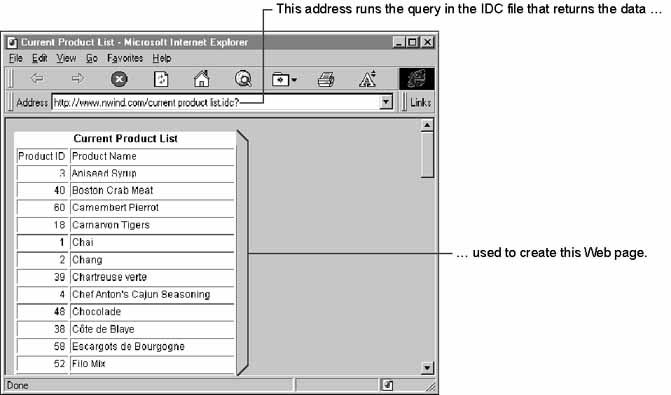 This address runs the query in the IDC file that returns the data ...
Current Product List - Microsoft Internet Explorer
File Edit View Go Favorites Help
Address http://www.nwind.com/current product list.idc? Links
Current Product List
Product ID Product Name
3 Aniseed Syrup
40 Boston Crab Meat
60 Camembert Pierrot
18 Carnarvon Tigers
1 Chai
2 Chang
39 Chartreuse verte
4 Chef Anton's Cajun Seasoning
48 Chocolade
38 Côte de Blaye
58 Escargots de Bourgogne
52 Filo Mix
... used to create this Web page.
Done